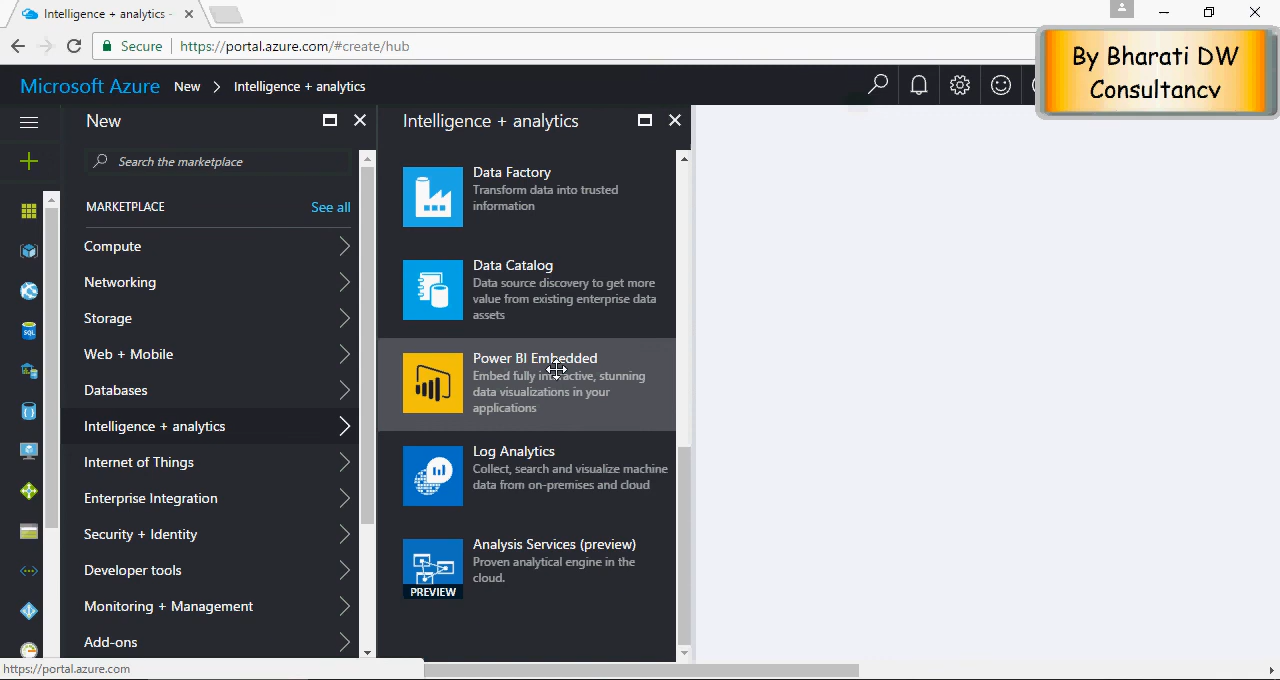 Intelligence + analytics -
Secure
https://portal.azure.com/#create/hub
By Bharati DW
Consultancy
Microsoft Azure New > Intelligence + analytics
New
Search the marketplace
MARKETPLACE
See all
Compute
Networking
Storage
Web + Mobile
Databases
Intelligence + analytics
Internet of Things
Enterprise Integration
Security + Identity
Developer tools
Monitoring + Management
Add-ons
Intelligence + analytics
Data Factory
Transform data into trusted
information
Data Catalog
Data source discovery to get more
value from existing enterprise data
assets
Power BI Embedded
Embed fully interactive, stunning
data visualizations in your
applications
Log Analytics
Collect, search and visualize machine
data from on-premises and cloud
Analysis Services (preview)
Proven analytical engine in the
cloud.
PREVIEW
SQL
https://portal.azure.com